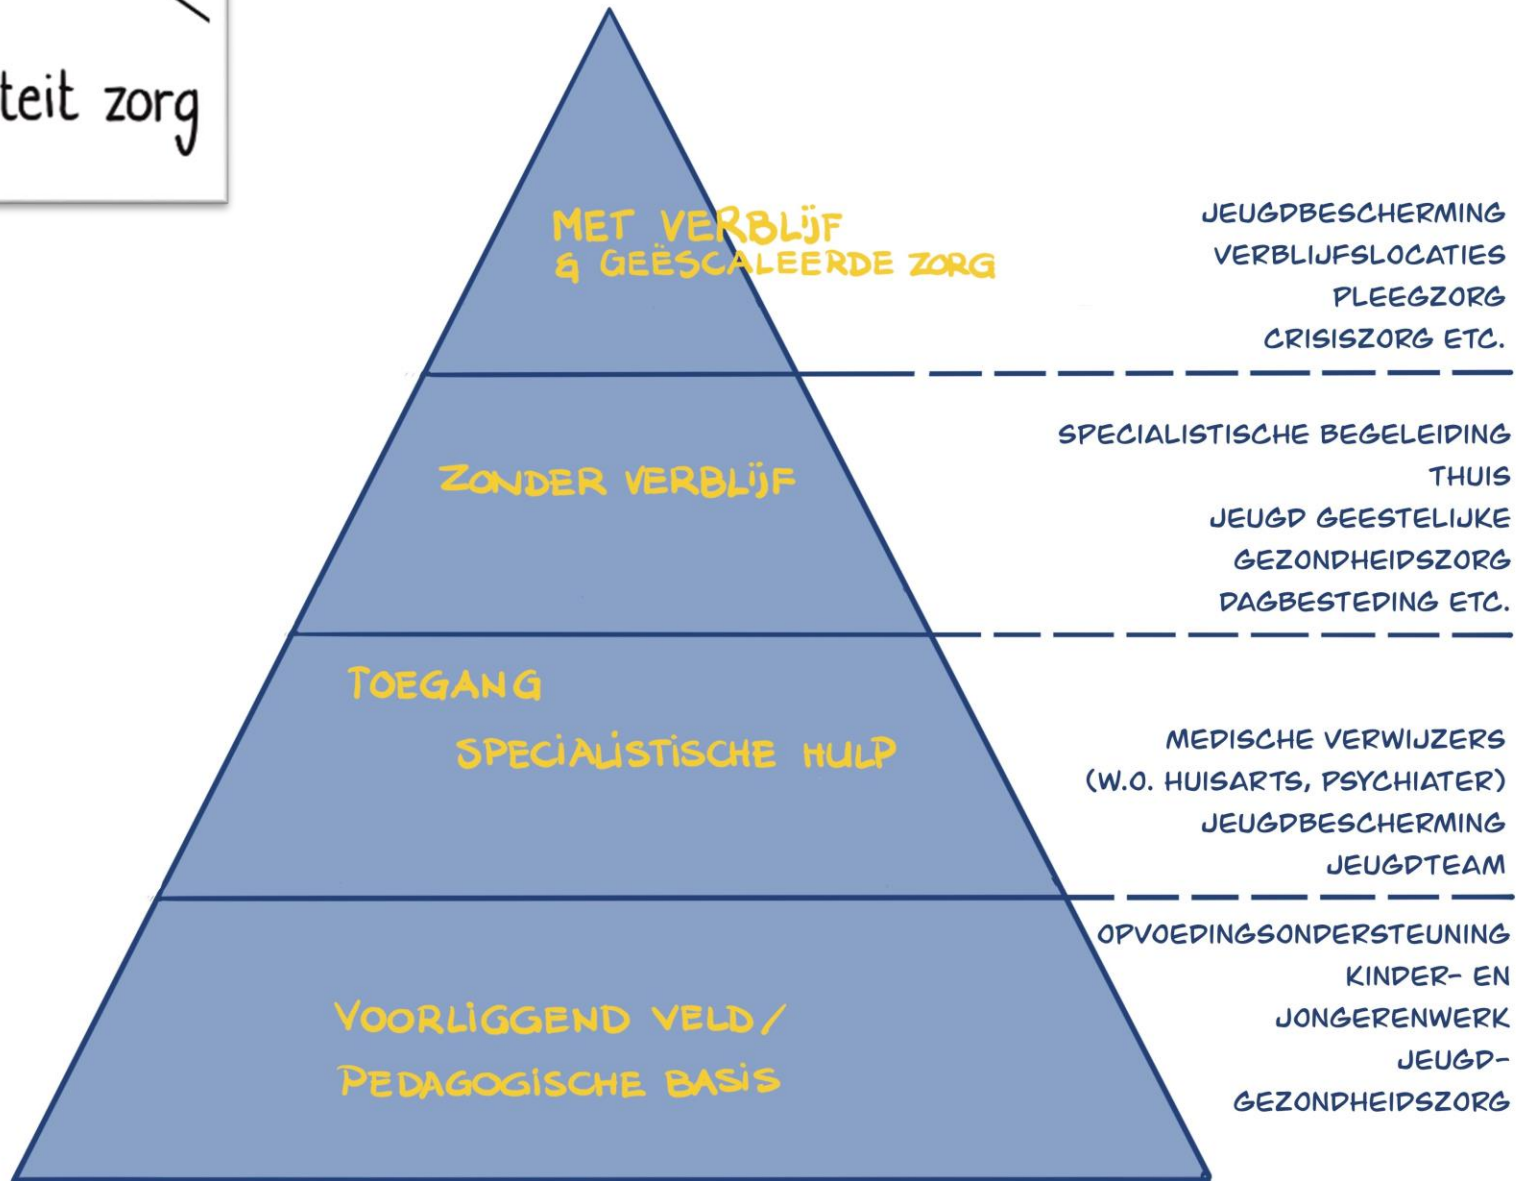 zorg
MET VERBLIJF
& GEËSCALEERDE ZORG
JEUGDBESCHERMING
VERBLIJFSLOCATIES
PLEEGZORG
CRISISZORG ETC.
ZONDER VERBLIJF
SPECIALISTISCHE BEGELEIDING
THUIS
JEUGD GEESTELIJKE
GEZONDHEIDSZORG
DAGBESTEDING ETC.
TOEGANG
SPECIALISTISCHE HULP
MEDISCHE VERWIJZERS
(W.O. HUISARTS, PSYCHIATER)
JEUGDBESCHERMING
JEUGDTEAM
VOORLIGGEND VELD/
PEDAGOGISCHE BASIS
OPVOEDINGSONDERSTEUNING
KINDER- EN
JONGERENWERK
JEUGD-
GEZONDHEIDSZORG